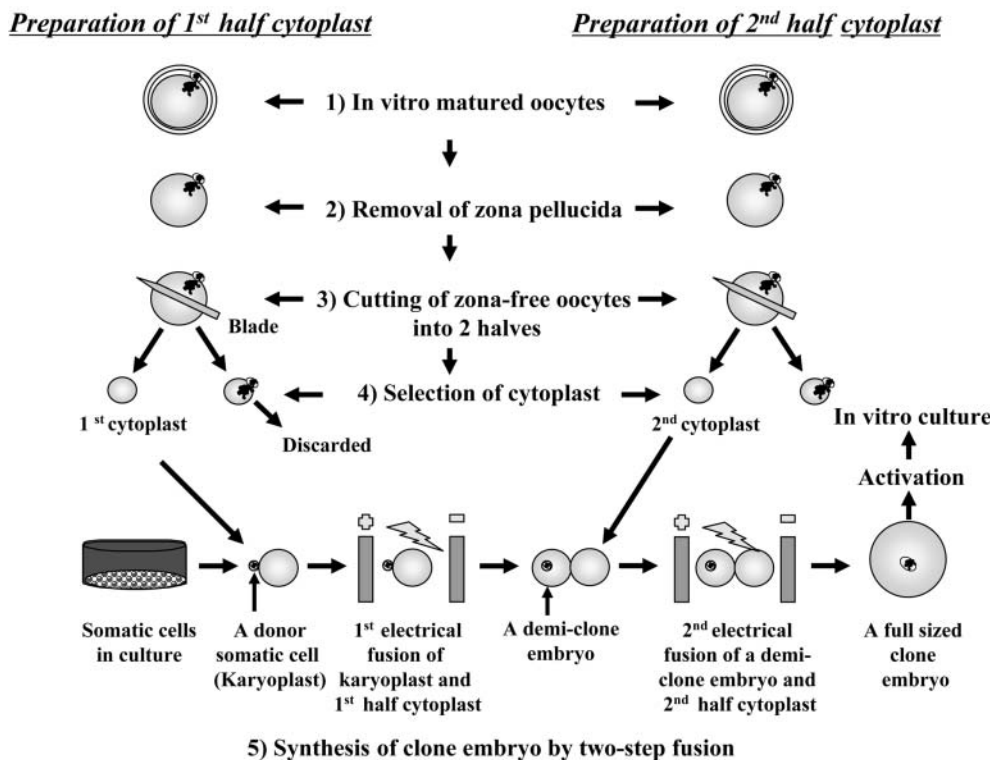 Preparation of 1st half cytoplast
Preparation of 2nd half cytoplast
1) In vitro matured oocytes
2) Removal of zona pellucida
3) Cutting of zona-free oocytes
into 2 halves
Blade
4) Selection of cytoplast
1 st cytoplast
Discarded
2nd cytoplast
In vitro culture
Activation
+
-
+
-
Somatic cells
in culture
A donor
somatic cell
(Karyoplast)
1st electrical
fusion of
karyoplast and
1st half cytoplast
A demi-clone
embryo
2nd electrical
fusion of a demi-
clone embryo and
2nd half cytoplast
A full sized
clone
embryo
5) Synthesis of clone embryo by two-step fusion